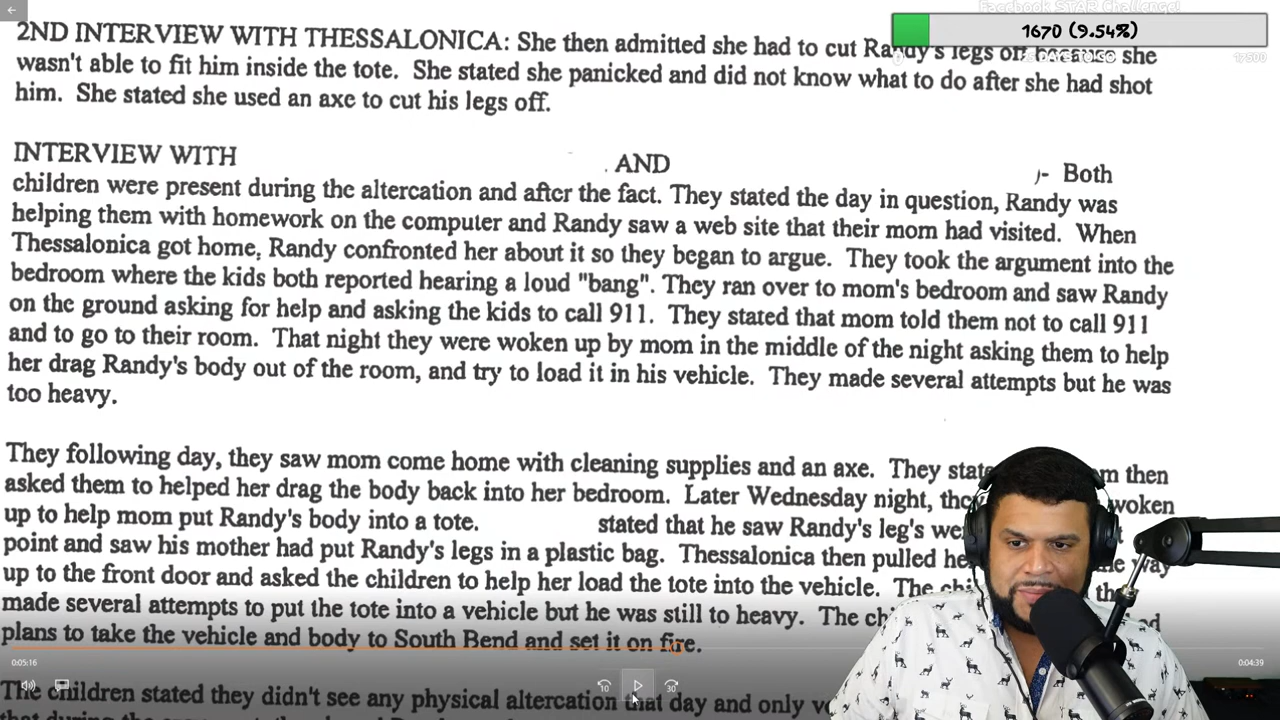 Facebook STAR Challenge!
1670 (9.54%)
0 25 DAYS TO GO 17500
2ND INTERVIEW WITH THESSALONICA: She then admitted she had to cut Randy's legs off because she
wasn't able to fit him inside the tote. She stated she panicked and did not know what to do after she had shot
him. She stated she used an axe to cut his legs off.
INTERVIEW WITH AND )- Both
children were present during the altercation and after the fact. They stated the day in question, Randy was
helping them with homework on the computer and Randy saw a web site that their mom had visited. When
Thessalonica got home, Randy confronted her about it so they began to argue. They took the argument into the
bedroom where the kids both reported hearing a loud "bang". They ran over to mom's bedroom and saw Randy
on the ground asking for help and asking the kids to call 911. They stated that mom told them not to call 911
and to go to their room. That night they were woken up by mom in the middle of the night asking them to help
her drag Randy's body out of the room, and try to load it in his vehicle. They made several attempts but he was
too heavy.
They following day, they saw mom come home with cleaning supplies and an axe. They then
asked them to helped her drag the body back into her bedroom. Later Wednesday night, woken
up to help mom put Randy's body into a tote. stated that he saw Randy's leg's
point and saw his mother had put Randy's legs in a plastic bag. Thessalonica then pulled way
up to the front door and asked the children to help her load the tote into the vehicle. The
made several attempts to put the tote into a vehicle but he was still to heavy. The
plans to take the vehicle and body to South Bend and set it on fire.
0:05:16 0:04:39
10 30
The children stated they didn't see any physical altercation that day and only